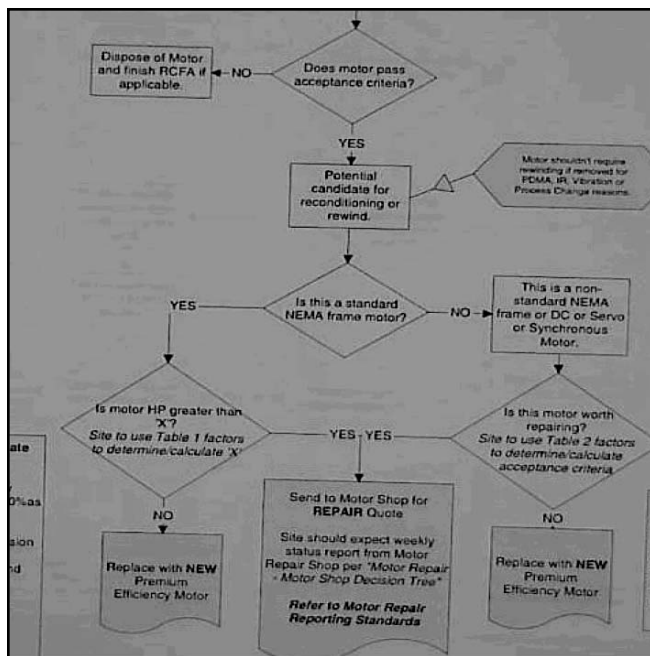 Dispose of Motor
and finish RCFA if
applicable.
NO
Does motor pass
acceptance criteria?
YES
Potential
candidate for
reconditioning or
rewind.
Motor shouldn't require
rewinding if removed for
PDMA, IR, Vibration or
Process Change reasons.
YES
Is this a standard
NEMA frame motor?
NO
This is a non-
standard NEMA
frame or DC or Servo
or Synchronous
Motor.
Is motor HP greater than
'X'?
Site to use Table 1 factors
to determine/calculate 'X'
YES
YES
Is this motor worth
repairing?
Site to use Table 2 factors
to determine/calculate
acceptance criteria
ate
0%as
sion
nd
NO
Replace with NEW
Premium
Efficiency Motor
Send to Motor Shop for
REPAIR Quote
Site should expect weekly
status report from Motor
Repair Shop per "Motor Repair
- Motor Shop Decision Tree"
Refer to Motor Repair
Reporting Standards
NO
Replace with NEW
Premium
Efficiency Motor